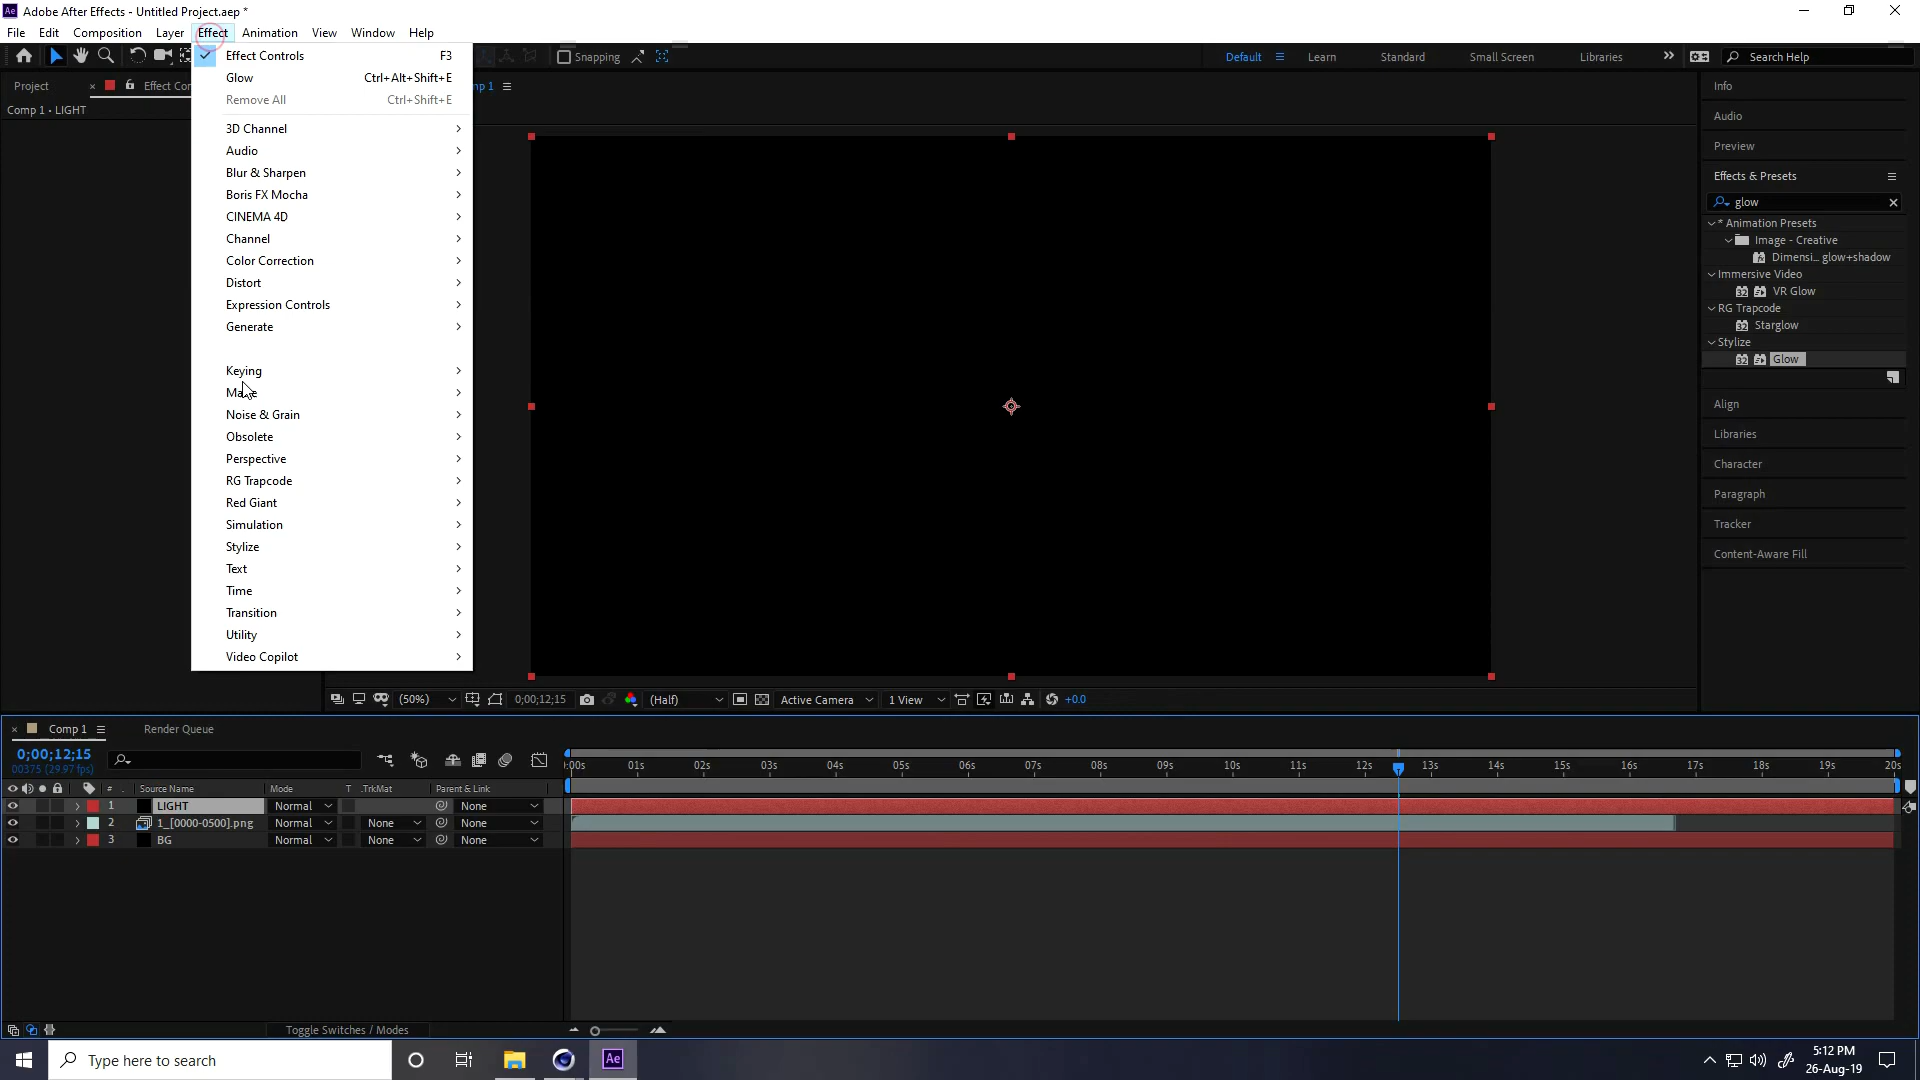 Adobe After Effects - Untitled Project.aep *
File Edit Composition Layer Effect Animation View Window Help
Snapping
Default Learn Standard Small Screen Libraries Search Help
Project Effect Con
Comp 1 • LIGHT
Effect Controls F3
Glow Ctrl+Alt+Shift+E
Remove All Ctrl+Shift+E
3D Channel
Audio
Blur & Sharpen
Boris FX Mocha
CINEMA 4D
Channel
Color Correction
Distort
Expression Controls
Generate
Keying
Noise & Grain
Obsolete
Perspective
RG Trapcode
Red Giant
Simulation
Stylize
Text
Time
Transition
Utility
Video Copilot
mp 1
Info
Audio
Preview
Effects & Presets
glow
* Animation Presets
Image - Creative
Dimensi... glow+shadow
Immersive Video
32 VR Glow
RG Trapcode
32 Starglow
Stylize
32 Glow
Align
Libraries
Character
Paragraph
Tracker
Content-Aware Fill
(50%) 0;00;12;15 (Half) Active Camera 1 View +0.0
Comp 1 Render Queue
0;00;12;15
00375 (29.97 fps)
:00s 01s 02s 03s 04s 05s 06s 07s 08s 09s 10s 11s 12s 13s 14s 15s 16s 17s 18s 19s 20s
# . Source Name Mode T .TrkMat Parent & Link
1 LIGHT Normal None
2 1_[0000-0500].png Normal None None
3 BG Normal None None
Toggle Switches / Modes
Type here to search
Ae
5:12 PM
26-Aug-19